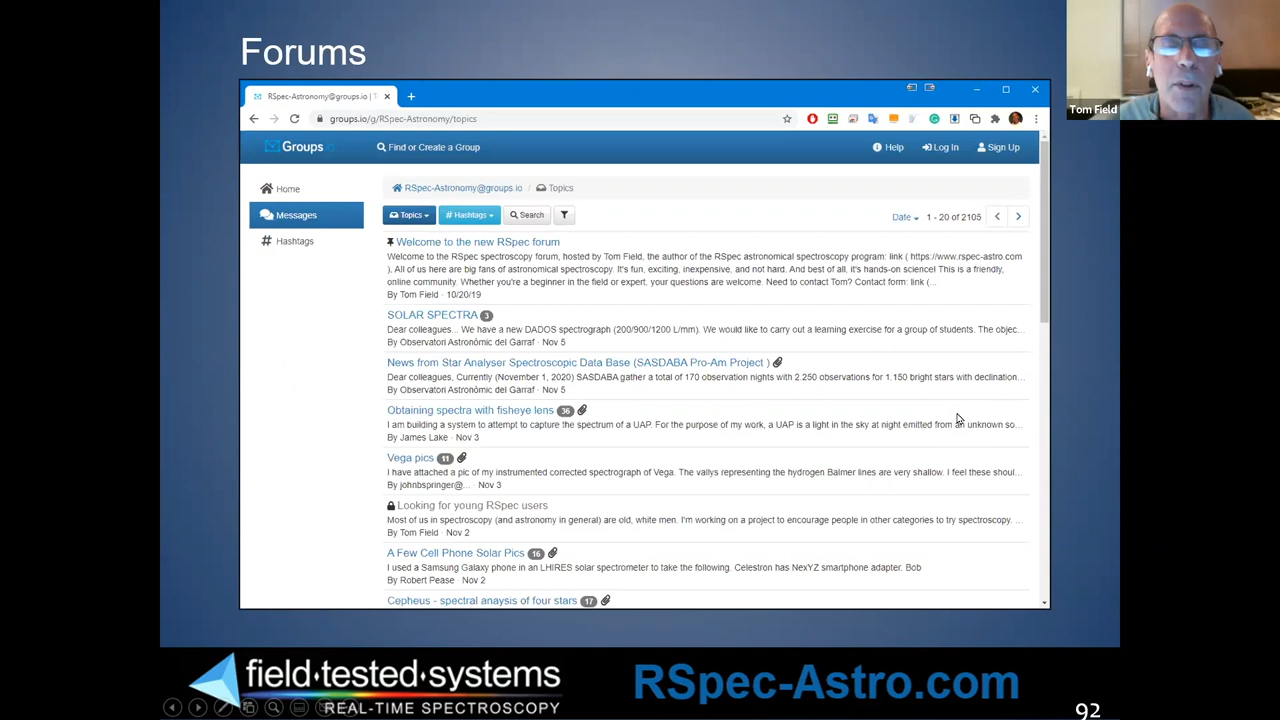 Forums
Tom Field
RSpec-Astronomy@groups.io | T
groups.io/g/RSpec-Astronomy/topics
Groups.io
Find or Create a Group
Help
Log In
Sign Up
Home
Messages
Hashtags
RSpec-Astronomy@groups.io / Topics
Topics
# Hashtags
Search
Date
1 - 20 of 2105
Welcome to the new RSpec forum
Welcome to the RSpec spectroscopy forum, hosted by Tom Field, the author of the RSpec astronomical spectroscopy program: link ( https://www.rspec-astro.com
). All of us here are big fans of astronomical spectroscopy. It's fun, exciting, inexpensive, and not hard. And best of all, it's hands-on science! This is a friendly,
online community. Whether you're a beginner in the field or expert, your questions are welcome. Need to contact Tom? Contact form: link (...
By Tom Field · 10/20/19
SOLAR SPECTRA 3
Dear colleagues... We have a new DADOS spectrograph (200/900/1200 L/mm). We would like to carry out a learning exercise for a group of students. The objec...
By Observatori Astronòmic del Garraf · Nov 5
News from Star Analyser Spectroscopic Data Base (SASDABA Pro-Am Project )
Dear colleagues, Currently (November 1, 2020) SASDABA gather a total of 170 observation nights with 2.250 observations for 1.150 bright stars with declination...
By Observatori Astronòmic del Garraf · Nov 5
Obtaining spectra with fisheye lens 36
I am building a system to attempt to capture the spectrum of a UAP. For the purpose of my work, a UAP is a light in the sky at night emitted from an unknown so...
By James Lake · Nov 3
Vega pics 11
I have attached a pic of my instrumented corrected spectrograph of Vega. The vallys representing the hydrogen Balmer lines are very shallow. I feel these shoul...
By johnbspringer@... · Nov 3
Looking for young RSpec users
Most of us in spectroscopy (and astronomy in general) are old, white men. I'm working on a project to encourage people in other categories to try spectroscopy. ...
By Tom Field · Nov 2
A Few Cell Phone Solar Pics 16
I used a Samsung Galaxy phone in an LHIRES solar spectrometer to take the following. Celestron has NexYZ smartphone adapter. Bob
By Robert Pease · Nov 2
Cepheus - spectral anaysis of four stars 17
field·tested·systems
REAL-TIME SPECTROSCOPY
RSpec-Astro.com
92